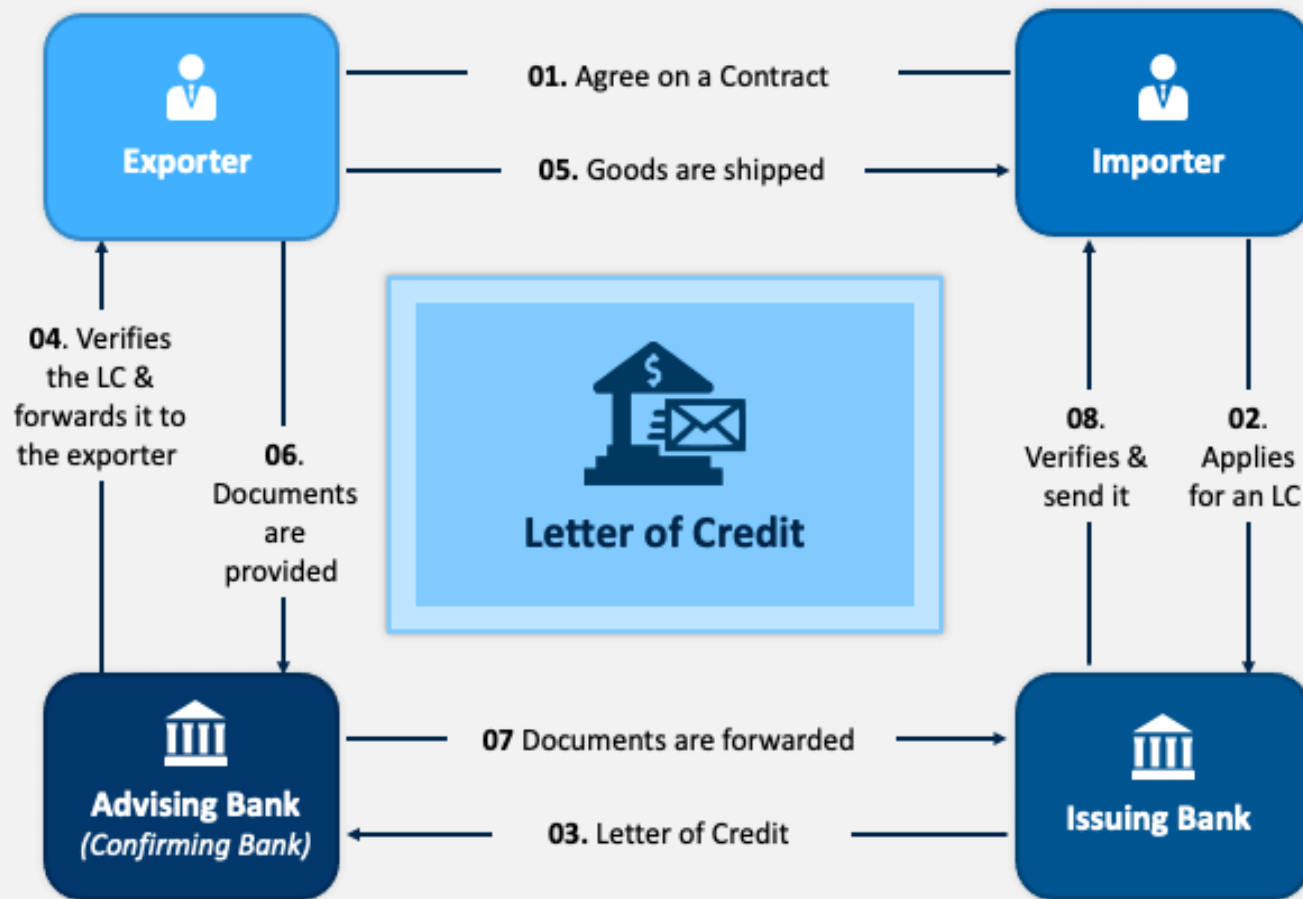 Exporter
01. Agree on a Contract
05. Goods are shipped
Importer
04. Verifies
the LC &
forwards it to
the exporter
06.
Documents
are
provided
$
Letter of Credit
08.
Verifies &
send it
02.
Applies
for an LC
Advising Bank
(Confirming Bank)
07 Documents are forwarded
03. Letter of Credit
Issuing Bank